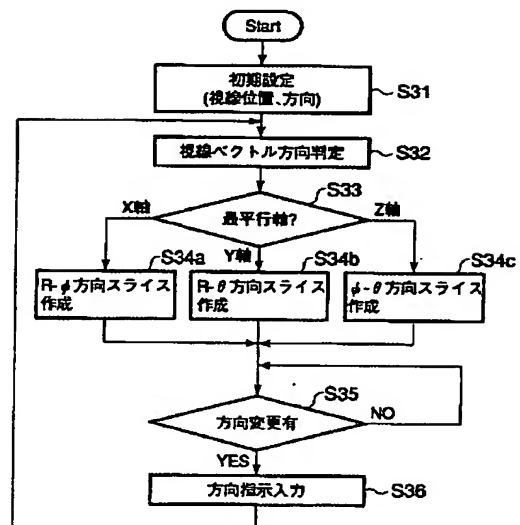 Start
初期設定
(視線位置、方向)
S31
視線ベクトル方向判定
S32
S33
最平行軸?
X軸
Y軸
Z軸
S34a
S34b
S34c
R-φ方向スライス
作成
R-θ方向スライス
作成
φ-θ方向スライス
作成
S35
方向変更有
NO
YES
方向指示入力
S36